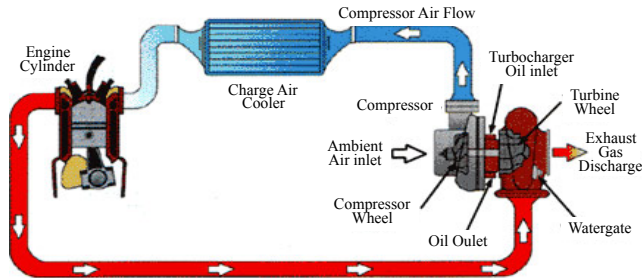 Compressor Air Flow
Engine
Cylinder
Charge Air
Cooler
Turbocharger
Oil inlet
Compressor
Turbine
Wheel
Ambient
Air inlet
Exhaust
Gas
Discharge
Compressor
Wheel
Oil Oulet
Watergate